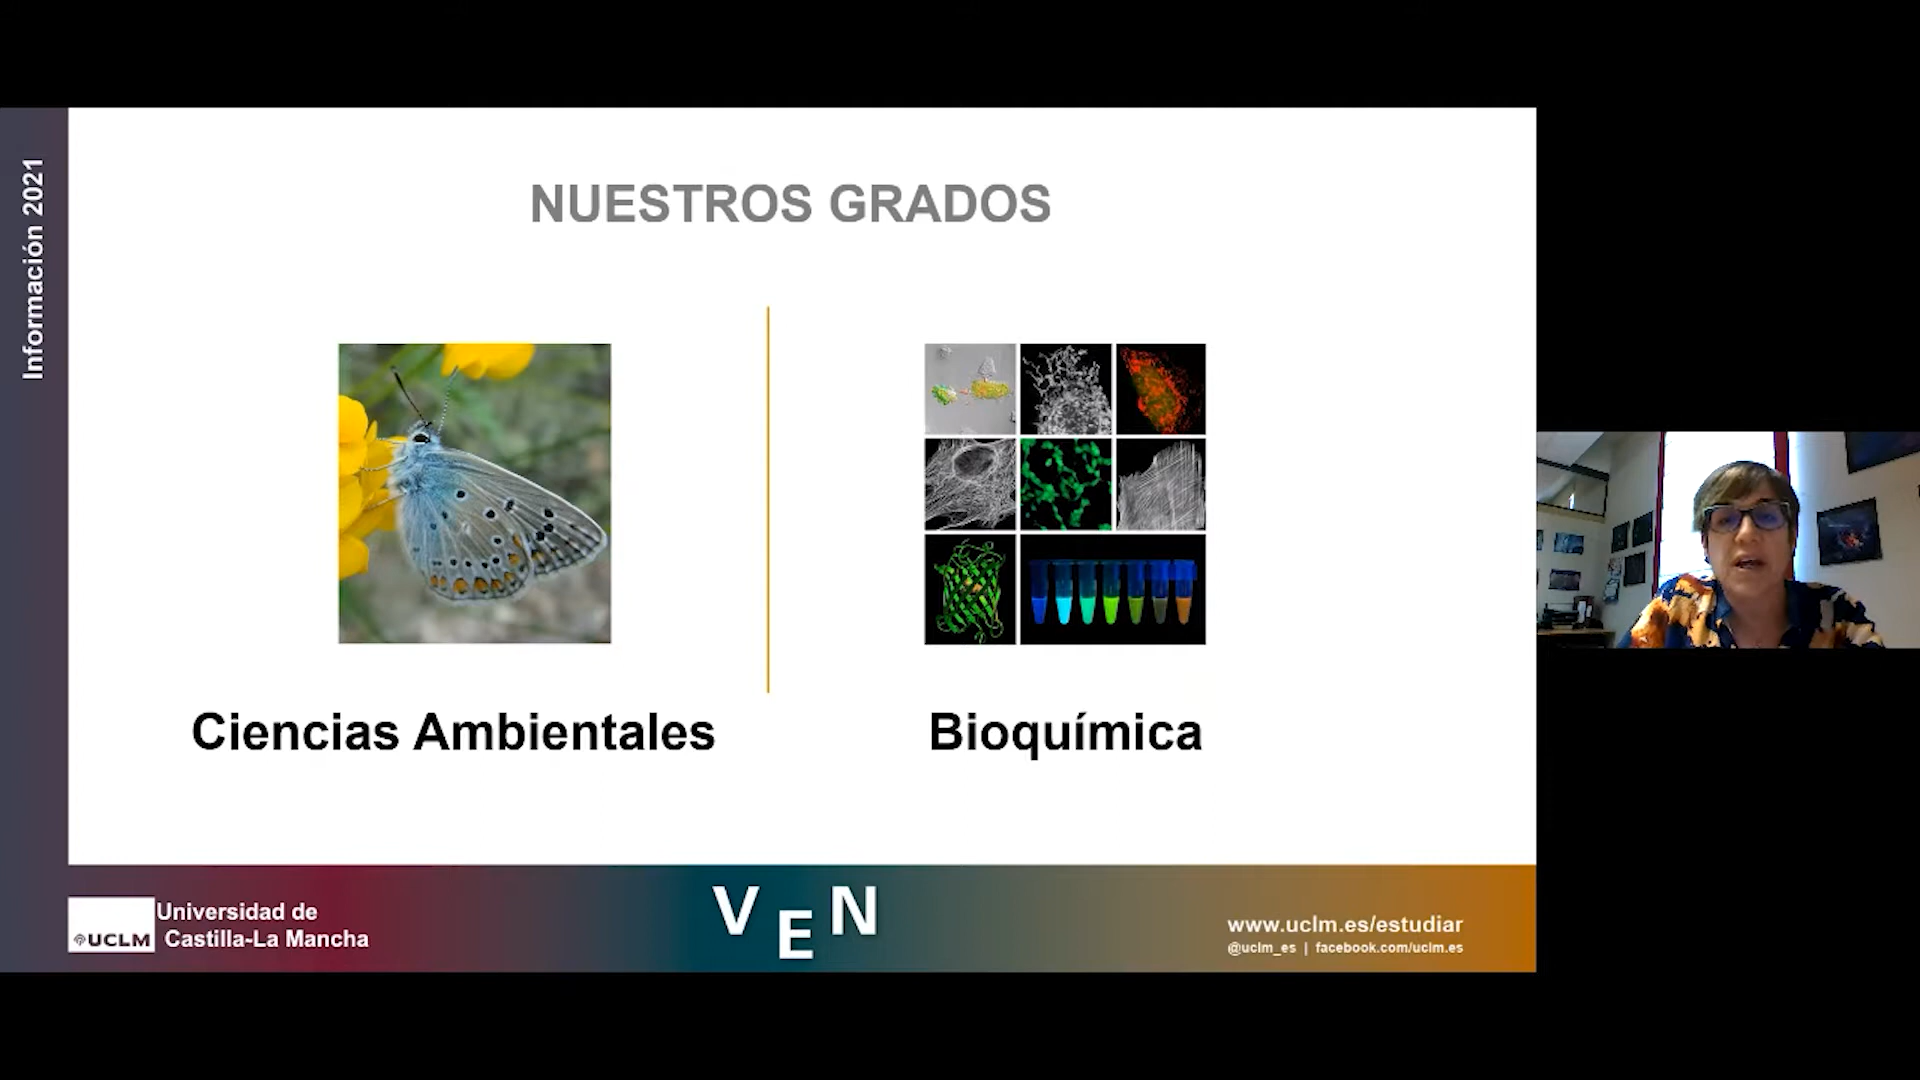 Información 2021
NUESTROS GRADOS
Ciencias Ambientales
Bioquímica
UCLM
Universidad de
Castilla-La Mancha
VEN
www.uclm.es/estudiar
@uclm_es | facebook.com/uclm.es